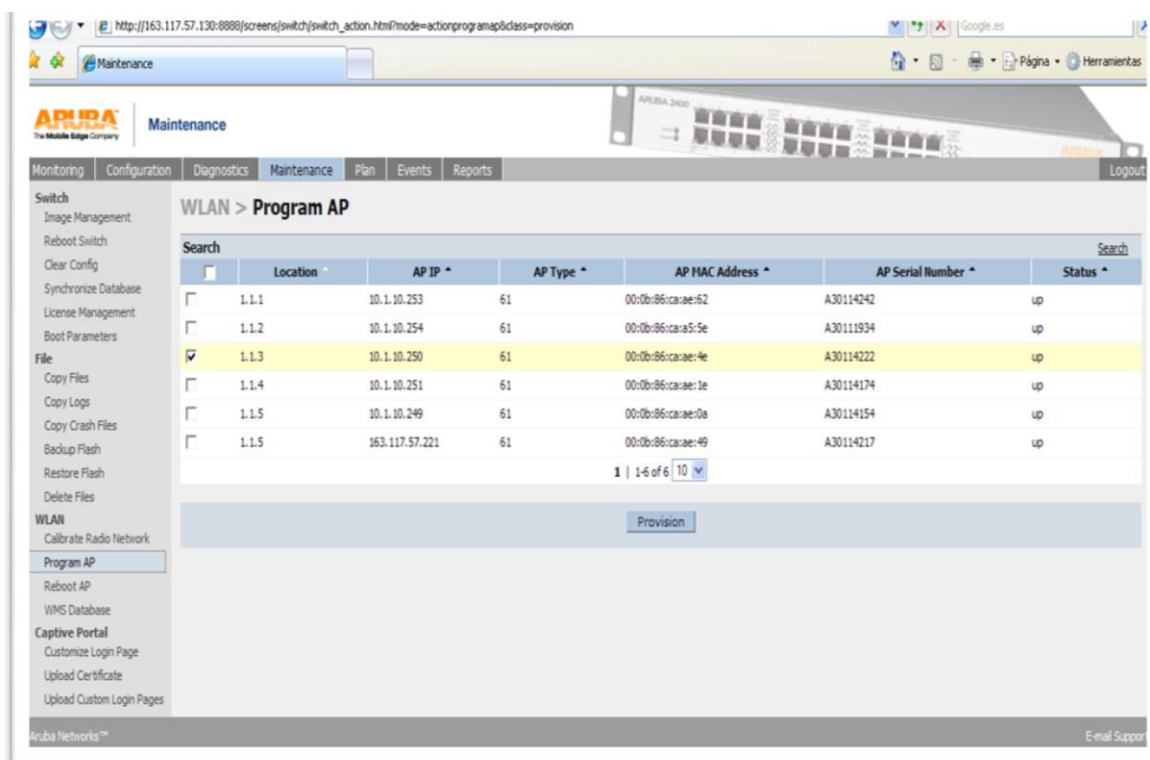 http://163.117.57.130:8888/screens/switch/switch_action.html?mode=actionprogramap&class=provision
Google.es
Maintenance
Página
Herramientas
ARUBA
The Mobile Edge Company
Maintenance
ARUBA 2400
ARUBA
Monitoring Configuration Diagnostics Maintenance Plan Events Reports Logout
Switch
Image Management
Reboot Switch
Clear Config
Synchronize Database
License Management
Boot Parameters
File
Copy Files
Copy Logs
Copy Crash Files
Backup Flash
Restore Flash
Delete Files
WLAN
Calibrate Radio Network
Program AP
Reboot AP
WMS Database
Captive Portal
Customize Login Page
Upload Certificate
Upload Custom Login Pages
WLAN > Program AP
Search Search
Location AP IP AP Type AP MAC Address AP Serial Number Status
1.1.1 10.1.10.253 61 00:0b:86:ca:ae:62 A30114242 up
1.1.2 10.1.10.254 61 00:0b:86:ca:a5:5e A30111934 up
1.1.3 10.1.10.250 61 00:0b:86:ca:ae:4e A30114222 up
1.1.4 10.1.10.251 61 00:0b:86:ca:ae:1e A30114174 up
1.1.5 10.1.10.249 61 00:0b:86:ca:ae:0a A30114154 up
1.1.5 163.117.57.221 61 00:0b:86:ca:ae:49 A30114217 up
1 | 1-6 of 6 10
Provision
Aruba Networks™ E-mail Support